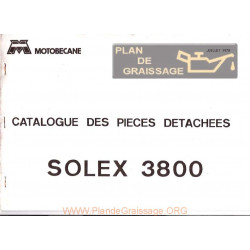 MOTOBECANE
PLAN
DE
GRAISSAGE
CATALOGUE DES PIECES DETACHEES
SOLEX 3800
www.PlandeGraissage.ORG